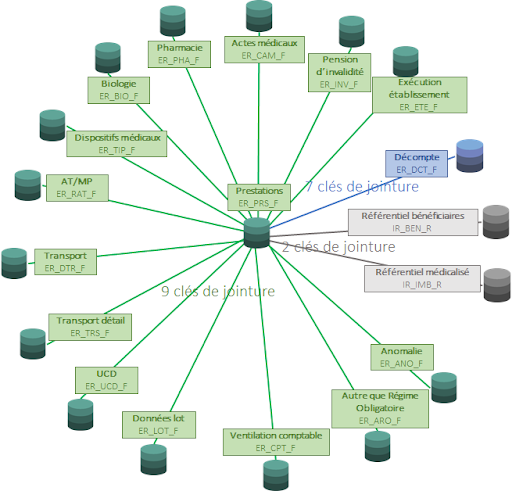 Pharmacie
ER_PHA_F
Actes médicaux
ER_CAM_F
Pension
d'invalidité
ER_INV_F
Exécution
établissement
ER_ETE_F
Biologie
ER_BIO_F
Dispositifs médicaux
ER_TIP_F
Décompte
ER_DCT_F
AT/MP
ER_RAT_F
Prestations
ER_PRS_F
7 clés de jointure
Référentiel bénéficiaires
IR_BEN_R
2 clés de jointure
Transport
ER_DTR_F
Référentiel médicalisé
IR_IMB_R
9 clés de jointure
Transport détail
ER_TRS_F
Anomalie
ER_ANO_F
UCD
ER_UCD_F
Autre que Régime
Obligatoire
ER_ARO_F
Données lot
ER_LOT_F
Ventilation comptable
ER_CPT_F